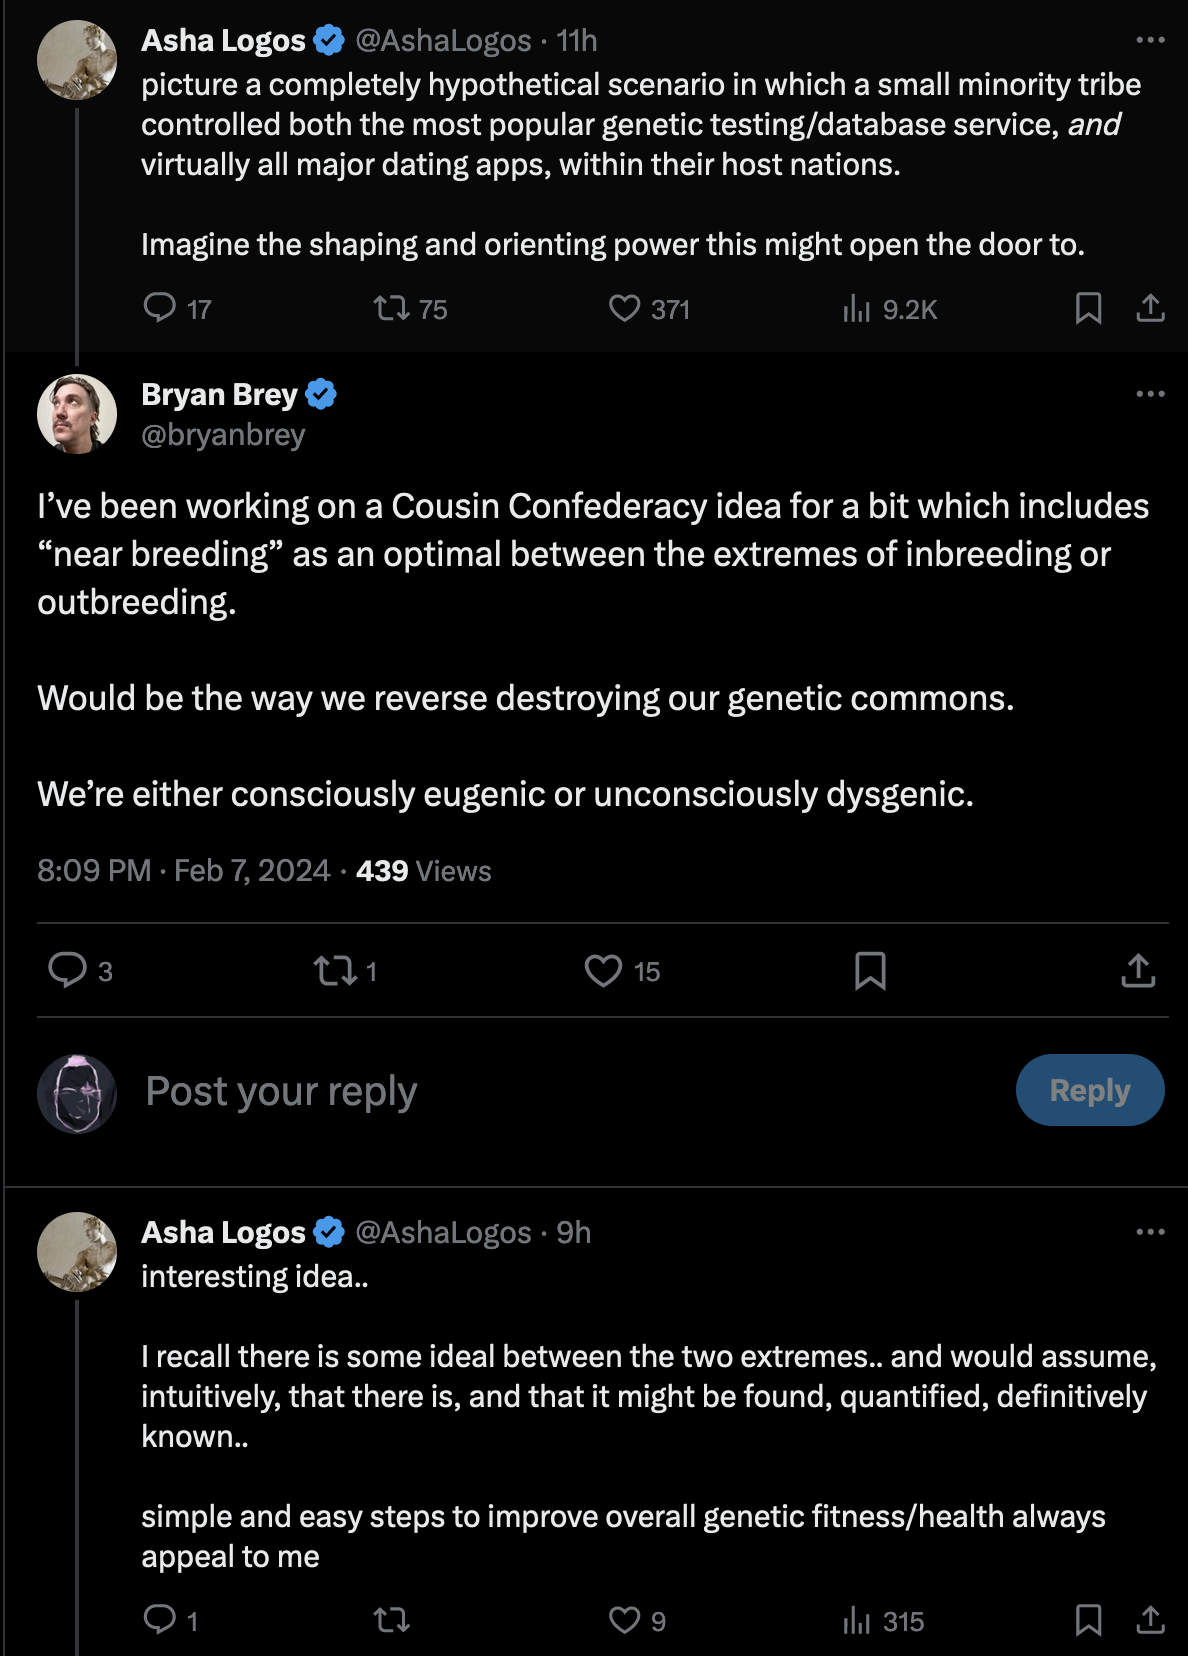 Asha Logos @AshaLogos · 11h
picture a completely hypothetical scenario in which a small minority tribe
controlled both the most popular genetic testing/database service, and
virtually all major dating apps, within their host nations.
Imagine the shaping and orienting power this might open the door to.
17 75 371 9.2K
Bryan Brey
@bryanbrey
I’ve been working on a Cousin Confederacy idea for a bit which includes
“near breeding” as an optimal between the extremes of inbreeding or
outbreeding.
Would be the way we reverse destroying our genetic commons.
We’re either consciously eugenic or unconsciously dysgenic.
8:09 PM · Feb 7, 2024 · 439 Views
3 1 15
Post your reply Reply
Asha Logos @AshaLogos · 9h
interesting idea..
I recall there is some ideal between the two extremes.. and would assume,
intuitively, that there is, and that it might be found, quantified, definitively
known..
simple and easy steps to improve overall genetic fitness/health always
appeal to me
1 9 315